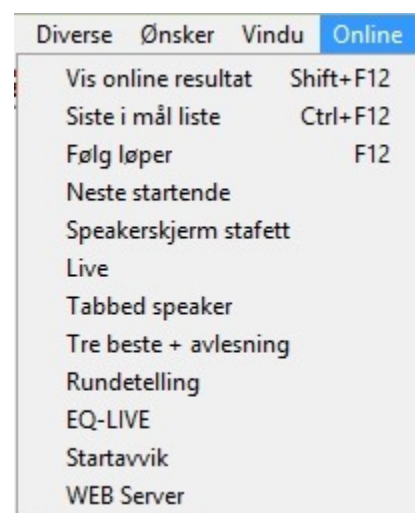 Diverse Ønsker Vindu Online
Vis online resultat Shift+F12
Siste i mål liste Ctrl+F12
Følg løper F12
Neste startende
Speakerskjerm stafett
Live
Tabbed speaker
Tre beste + avlesning
Rundetelling
EQ-LIVE
Startavvik
WEB Server